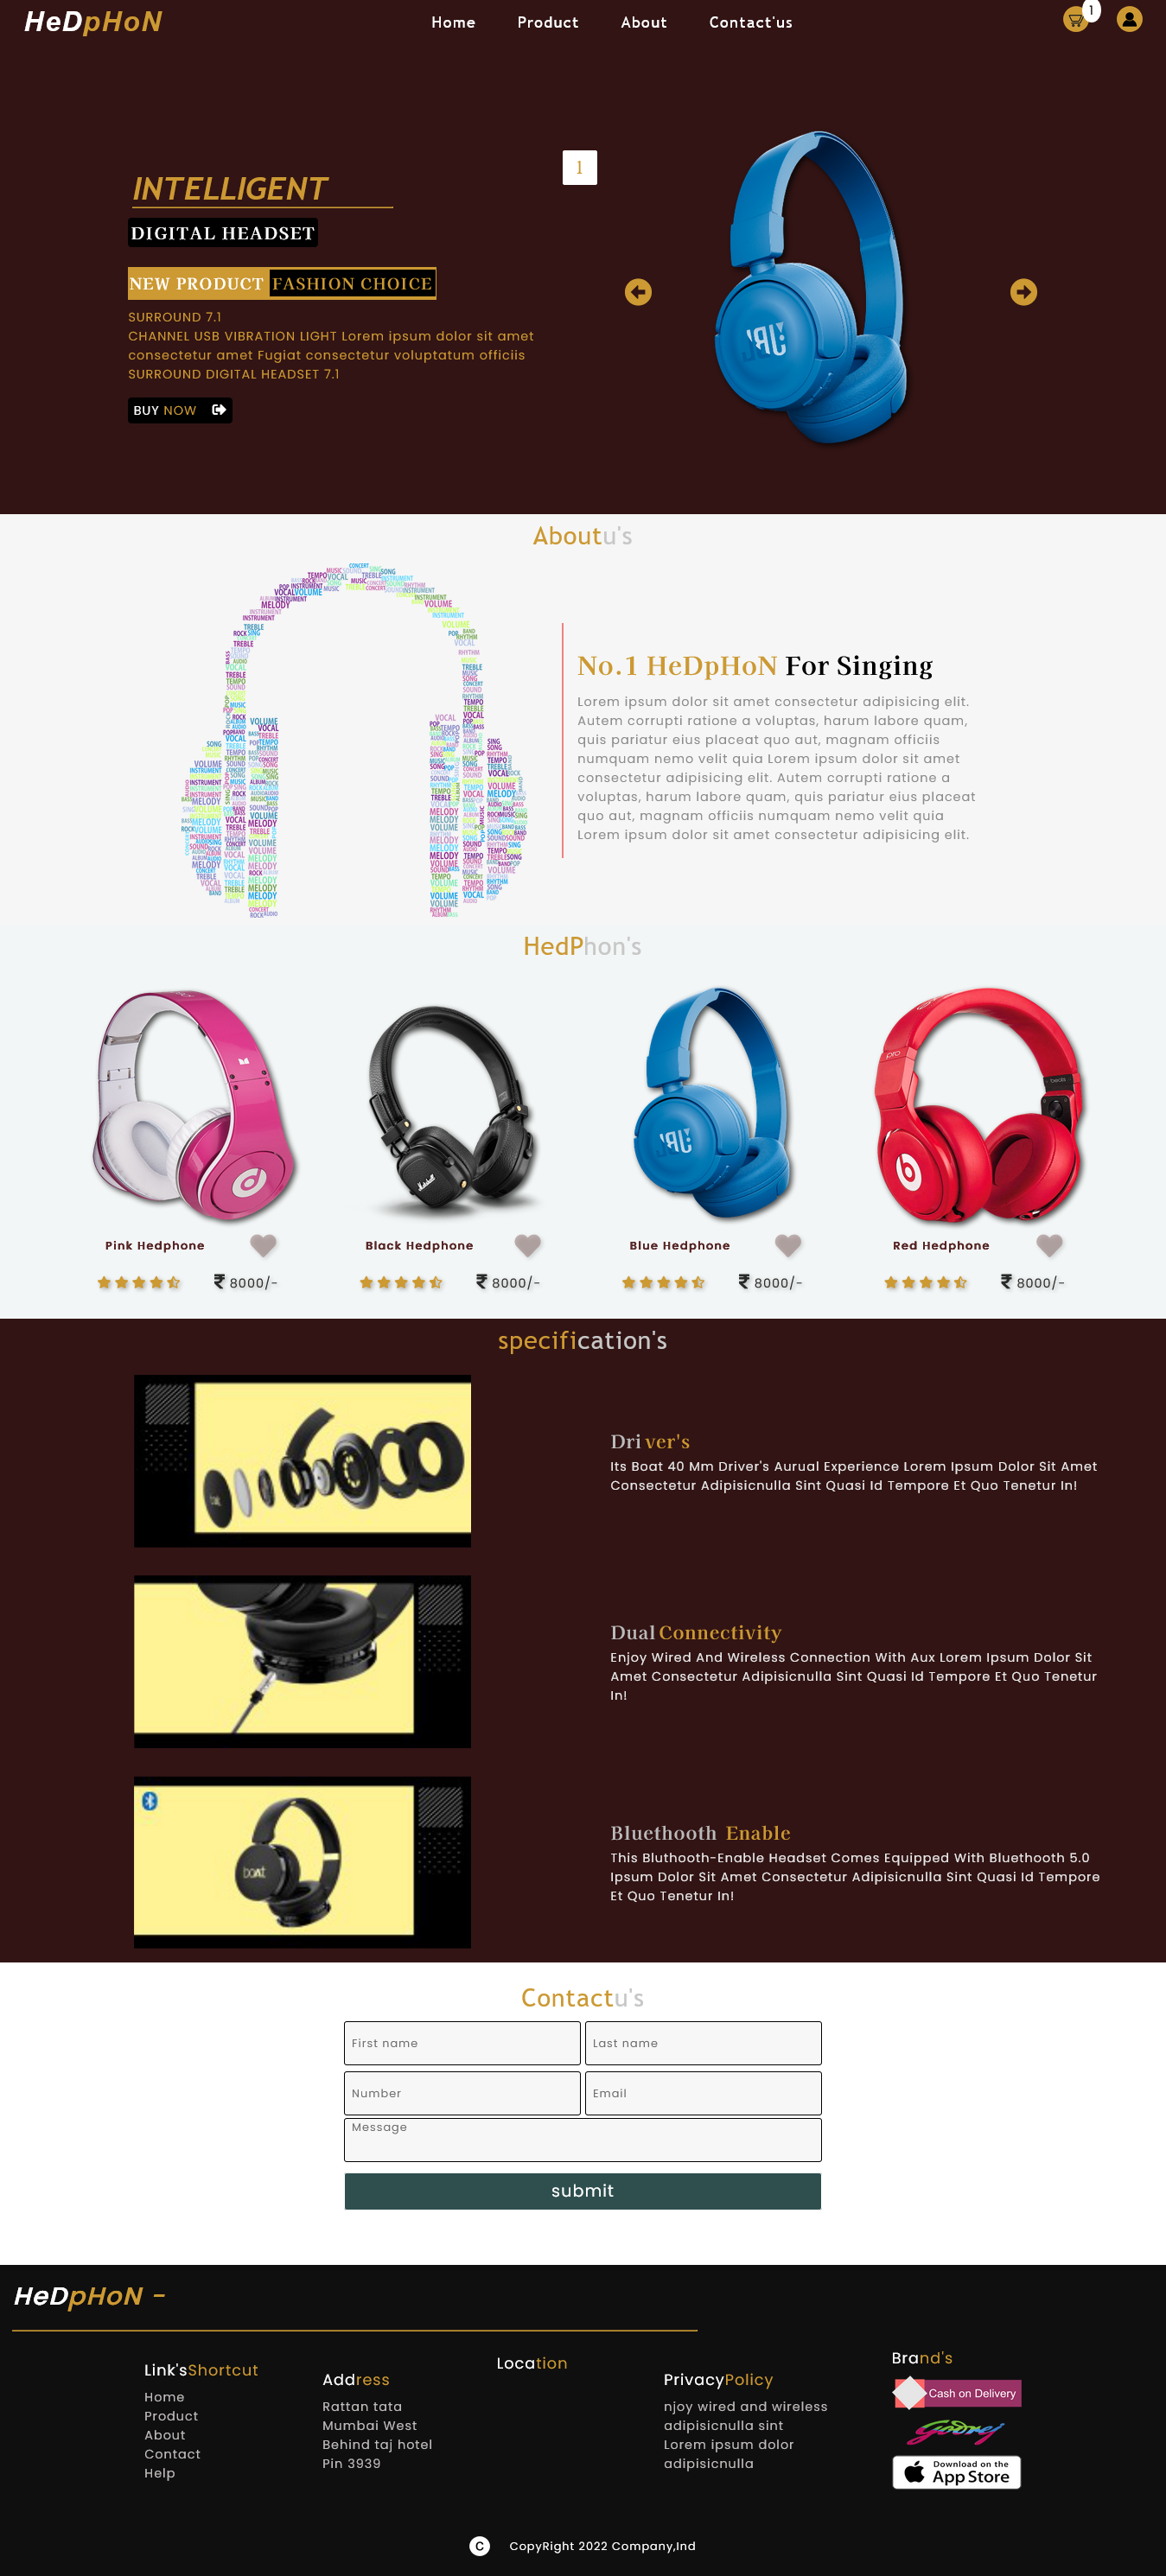 HeDpHoN
Home Product About Contact'us
1
INTELLIGENT
DIGITAL HEADSET
NEW PRODUCT FASHION CHOICE
SURROUND 7.1
CHANNEL USB VIBRATION LIGHT Lorem ipsum dolor sit amet
consectetur amet Fugiat consectetur voluptatum officiis
SURROUND DIGITAL HEADSET 7.1
BUY NOW
1
JBL
Aboutu's
No.1 HeDpHoN For Singing
Lorem ipsum dolor sit amet consectetur adipisicing elit.
Autem corrupti ratione a voluptas, harum labore quam,
quis pariatur eius placeat quo aut, magnam officiis
numquam nemo velit quia Lorem ipsum dolor sit amet
consectetur adipisicing elit. Autem corrupti ratione a
voluptas, harum labore quam, quis pariatur eius placeat
quo aut, magnam officiis numquam nemo velit quia
Lorem ipsum dolor sit amet consectetur adipisicing elit.
HedPhon's
Marshall
JBL
pro
beats
Pink Hedphone
Black Hedphone
Blue Hedphone
Red Hedphone
₹ 8000/-
₹ 8000/-
₹ 8000/-
₹ 8000/-
specification's
Dri ver's
Its Boat 40 Mm Driver's Aurual Experience Lorem Ipsum Dolor Sit Amet
Consectetur Adipisicnulla Sint Quasi Id Tempore Et Quo Tenetur In!
Dual Connectivity
Enjoy Wired And Wireless Connection With Aux Lorem Ipsum Dolor Sit
Amet Consectetur Adipisicnulla Sint Quasi Id Tempore Et Quo Tenetur
In!
boAt
Bluethooth Enable
This Bluthooth-Enable Headset Comes Equipped With Bluethooth 5.0
Ipsum Dolor Sit Amet Consectetur Adipisicnulla Sint Quasi Id Tempore
Et Quo Tenetur In!
Contactu's
First name
Last name
Number
Email
Message
submit
HeDpHoN -
Link'sShortcut
Home
Product
About
Contact
Help
Address
Rattan tata
Mumbai West
Behind taj hotel
Pin 3939
Location
PrivacyPolicy
njoy wired and wireless
adipisicnulla sint
Lorem ipsum dolor
adipisicnulla
Brand's
Cash on Delivery
Godrej
Download on the
App Store
C CopyRight 2022 Company,Ind